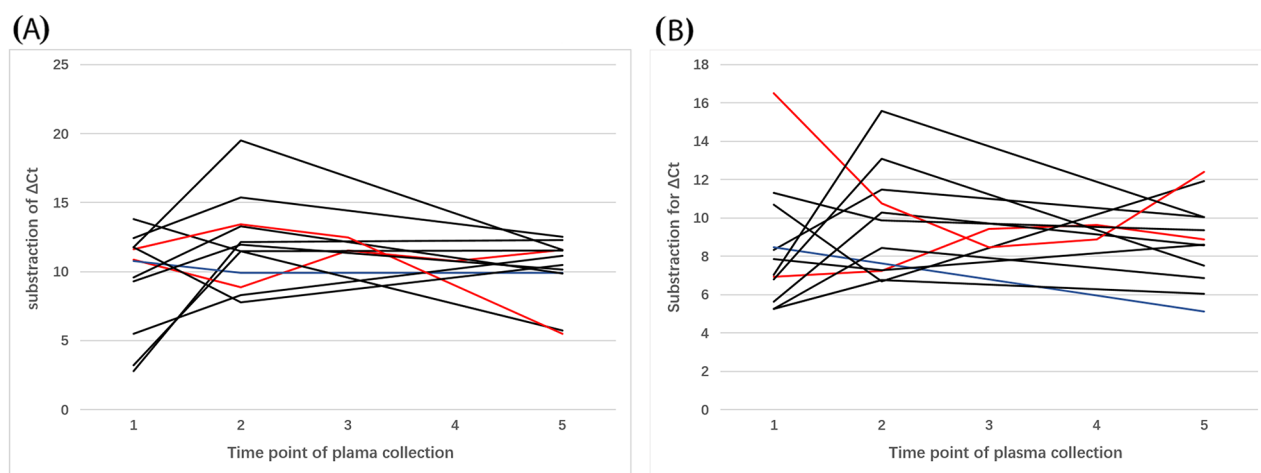 (A)
25
20
15
10
5
0
substraction of ΔCt
1 2 3 4 5
Time point of plama collection
(B)
18
16
14
12
10
8
6
4
2
0
Substraction for ΔCt
1 2 3 4 5
Time point of plasma collection